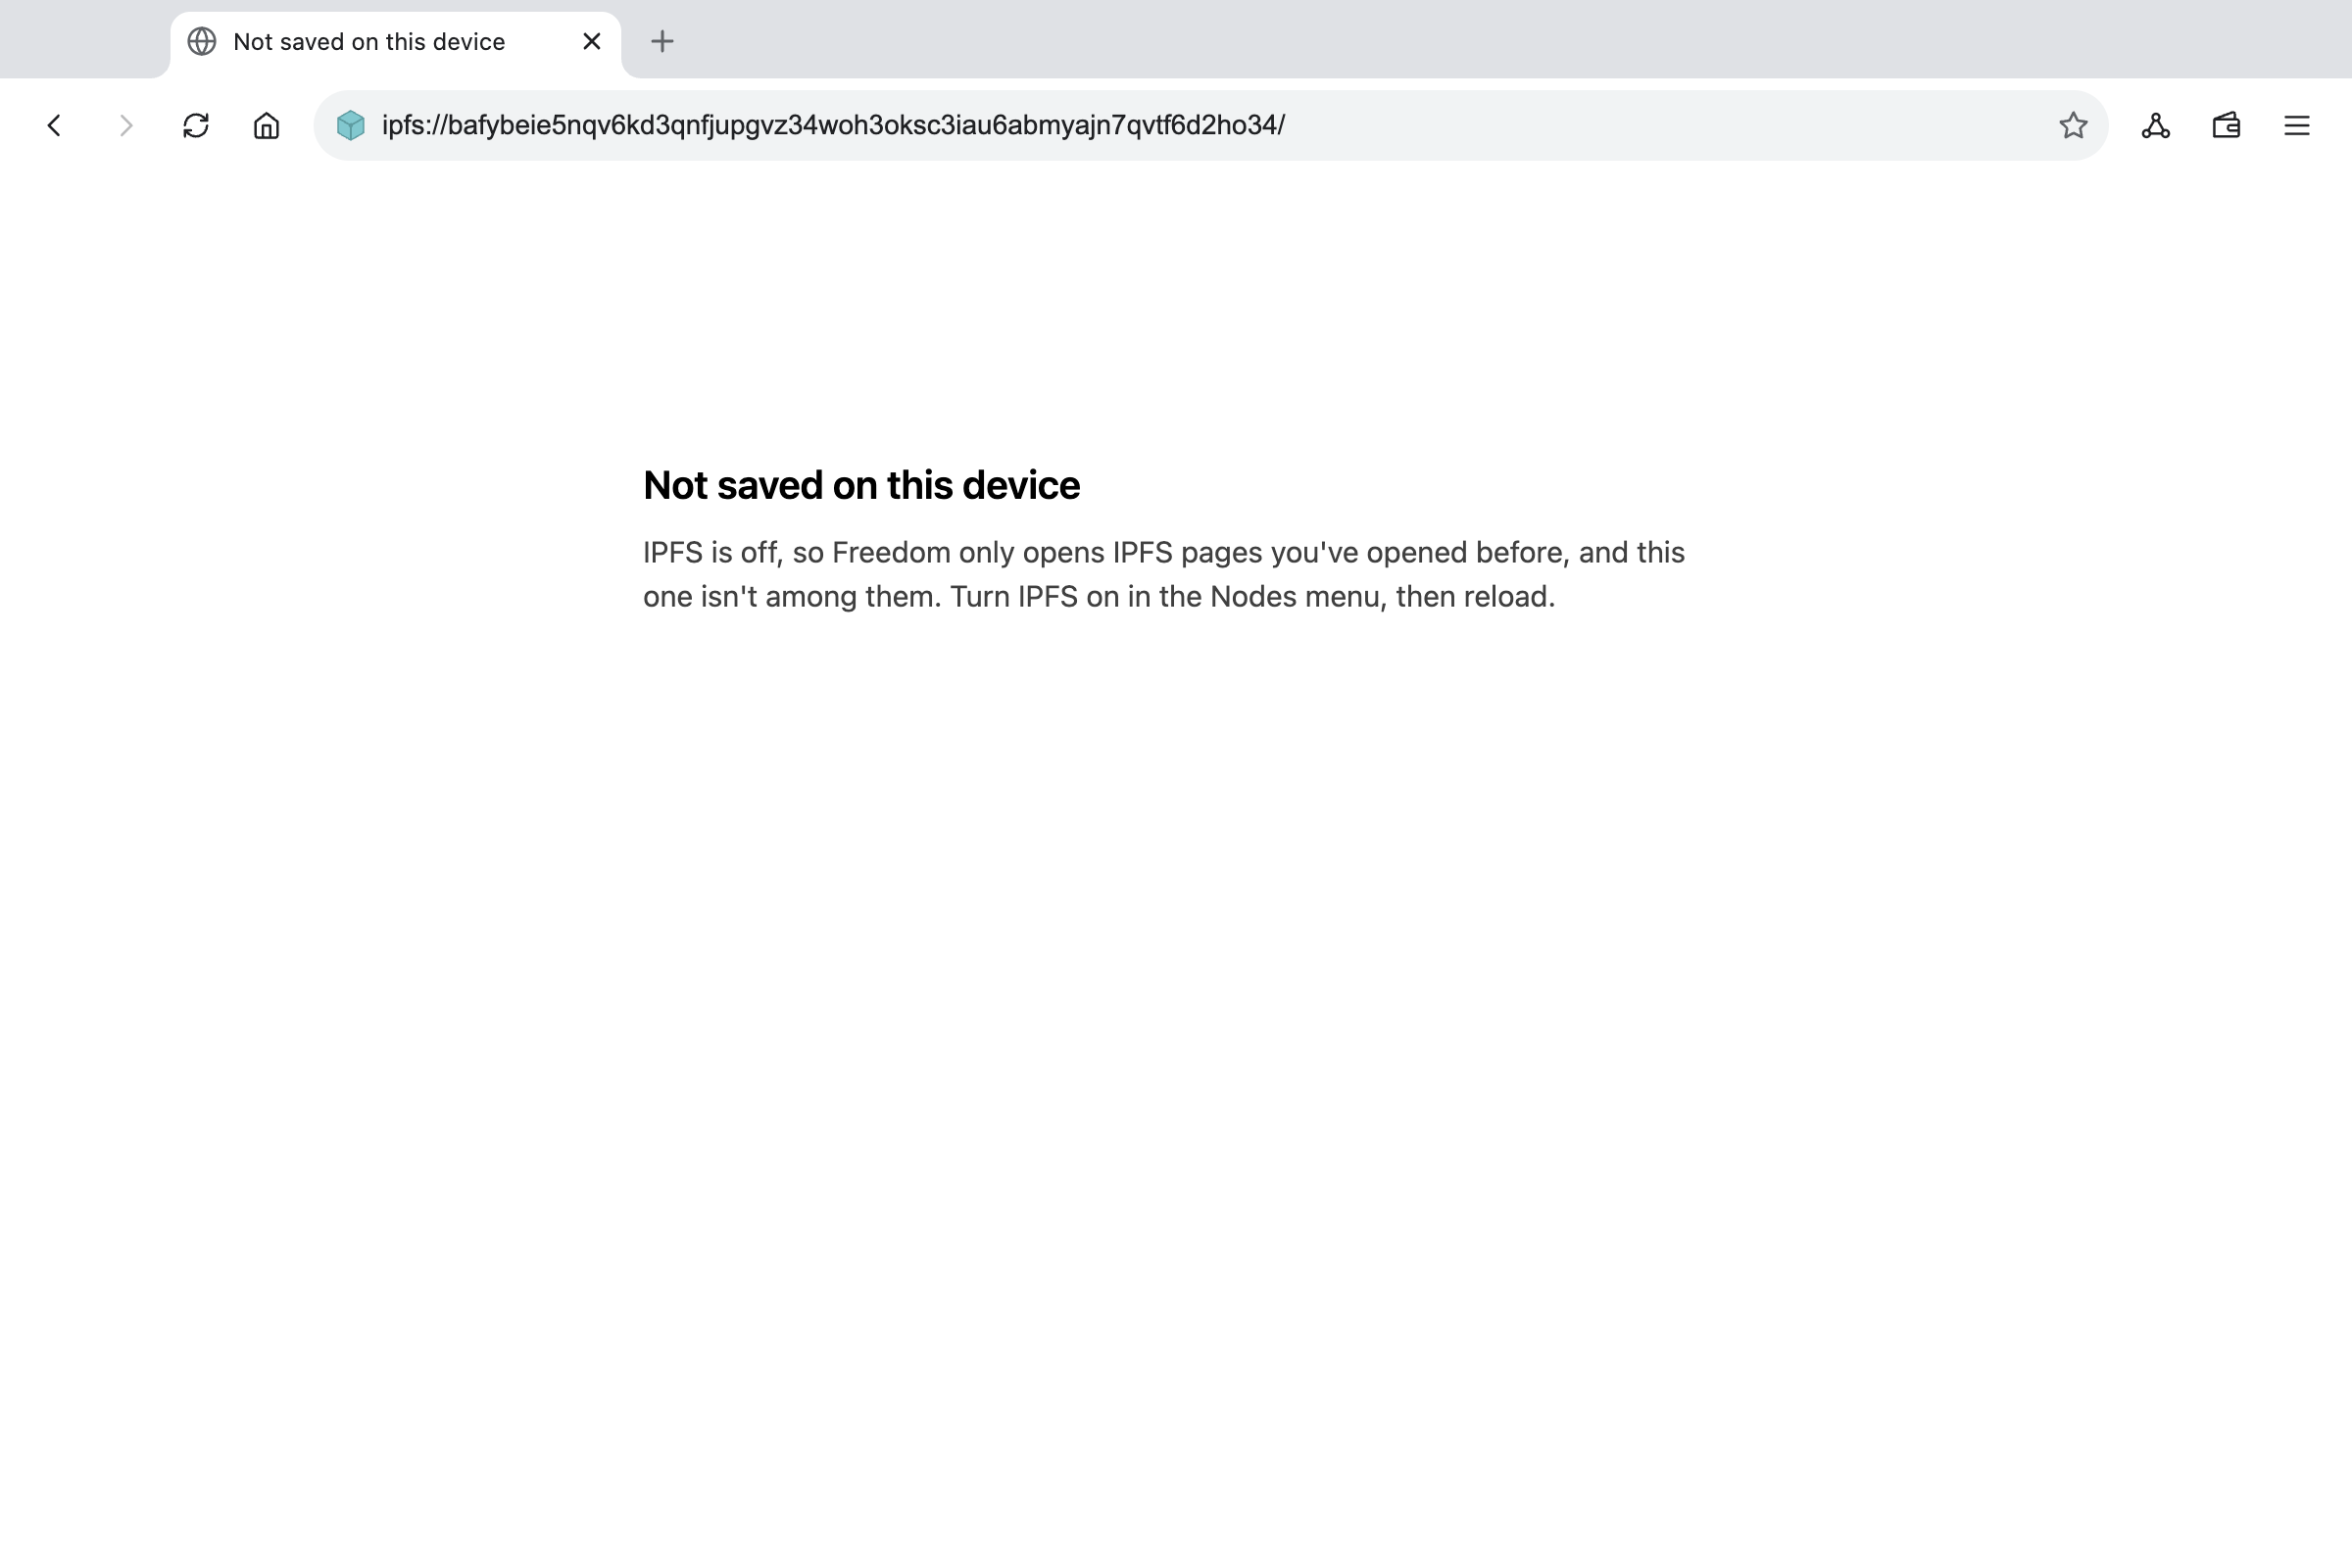 Not saved on this device
ipfs://bafybeie5nqv6kd3qnfjupgvz34woh3oksc3iau6abmyajn7qvtf6d2ho34/
Not saved on this device
IPFS is off, so Freedom only opens IPFS pages you've opened before, and this
one isn't among them. Turn IPFS on in the Nodes menu, then reload.